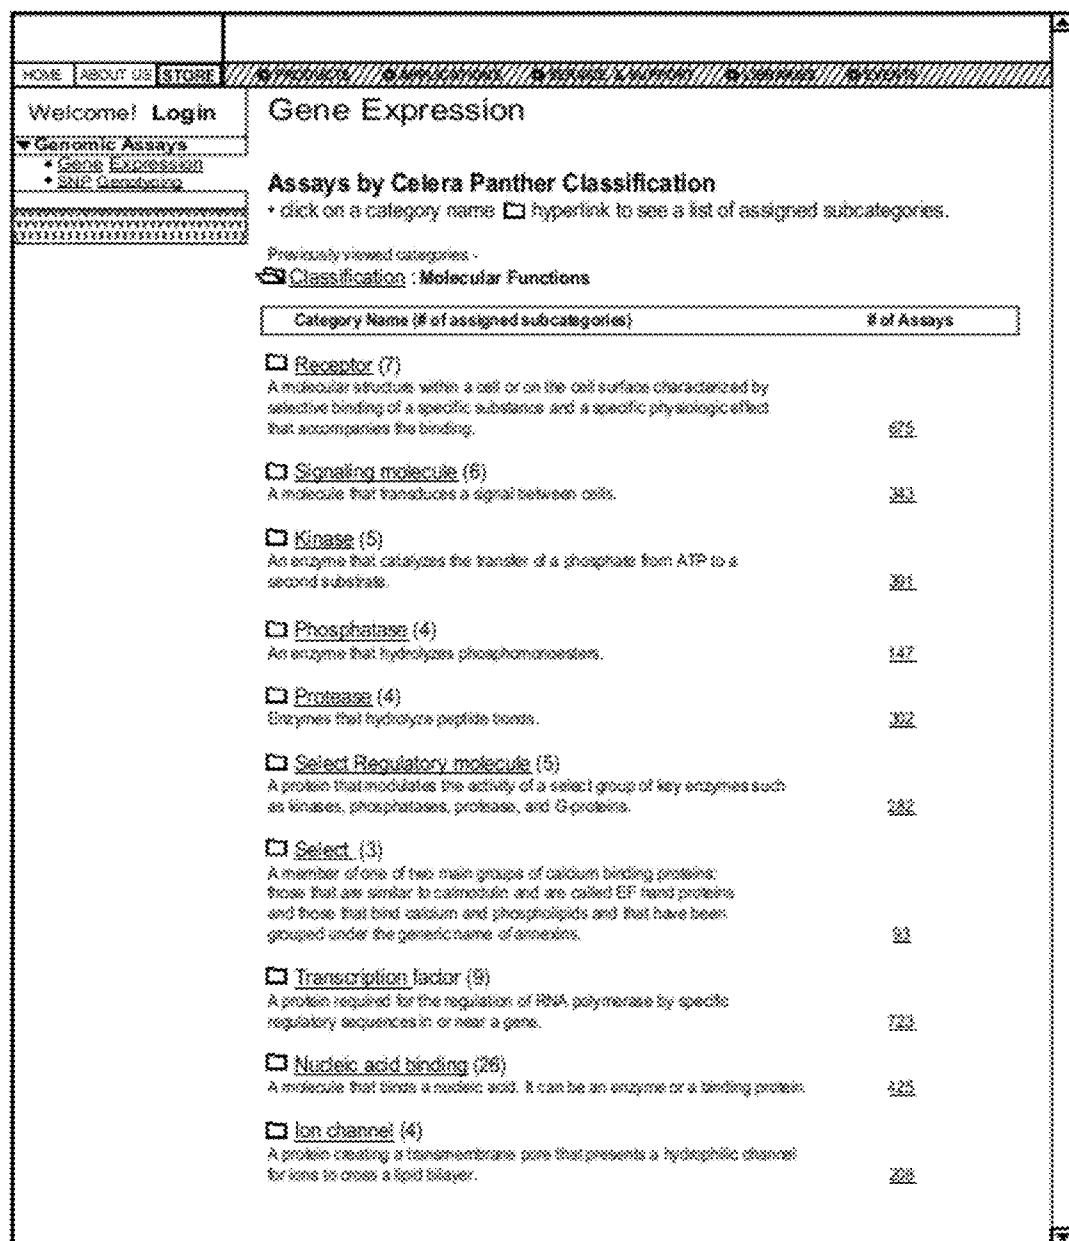 HOME ABOUT US STORE PRODUCTS APPLICATIONS SERVICE & SUPPORT LIBRARIES EVENTS
Welcome! Login
Genomic Assays
Gene Expression
SNP Genotyping
Gene Expression
Assays by Celera Panther Classification
• click on a category name hyperlink to see a list of assigned subcategories.
Previously viewed categories -
Classification : Molecular Functions
Category Name (# of assigned subcategories) # of Assays
Receptor (7)
A molecular structure within a cell or on the cell surface characterized by
selective binding of a specific substance and a specific physiologic effect
that accompanies the binding. 675
Signaling molecule (6)
A molecule that transduces a signal between cells. 343
Kinase (5)
An enzyme that catalyzes the transfer of a phosphate from ATP to a
second substrate. 391
Phosphatase (4)
An enzyme that hydrolyzes phosphomonoesters. 147
Protease (4)
Enzymes that hydrolyze peptide bonds. 302
Select Regulatory molecule (5)
A protein that modulates the activity of a select group of key enzymes such
as kinases, phosphatases, protease, and G-proteins. 282
Select (3)
A member of one of two main groups of calcium binding proteins:
those that are similar to calmodulin and are called EF hand proteins
and those that bind calcium and phospholipids and that have been
grouped under the generic name of annexins. 93
Transcription factor (9)
A protein required for the regulation of RNA polymerase by specific
regulatory sequences in or near a gene. 723
Nucleic acid binding (26)
A molecule that binds a nucleic acid. It can be an enzyme or a binding protein. 425
Ion channel (4)
A protein creating a transmembrane pore that presents a hydrophilic channel
for ions to cross a lipid bilayer.